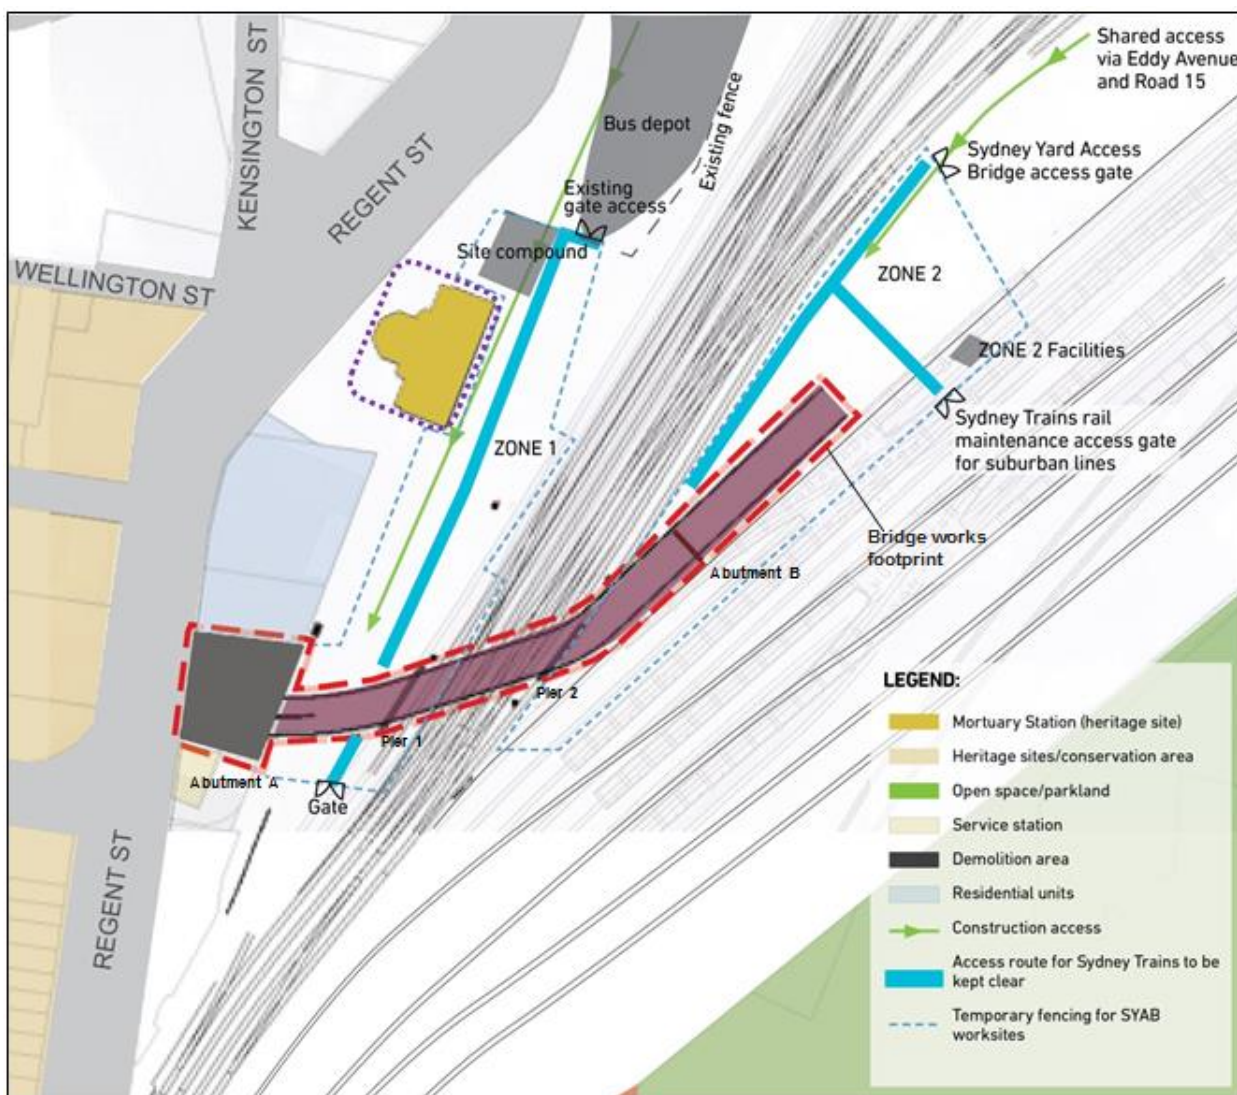 Shared access
via Eddy Avenue
and Road 15
KENSINGTON ST
REGENT ST
Bus depot
Existing fence
Sydney Yard Access
Bridge access gate
Existing
gate access
Site compound
WELLINGTON ST
ZONE 2
ZONE 2 Facilities
Sydney Trains rail
maintenance access gate
for suburban lines
ZONE 1
Bridge works
footprint
Abutment B
Pier 2
Pier 1
Abutment A
Gate
REGENT ST
LEGEND:
Mortuary Station (heritage site)
Heritage sites/conservation area
Open space/parkland
Service station
Demolition area
Residential units
Construction access
Access route for Sydney Trains to be
kept clear
Temporary fencing for SYAB
worksites